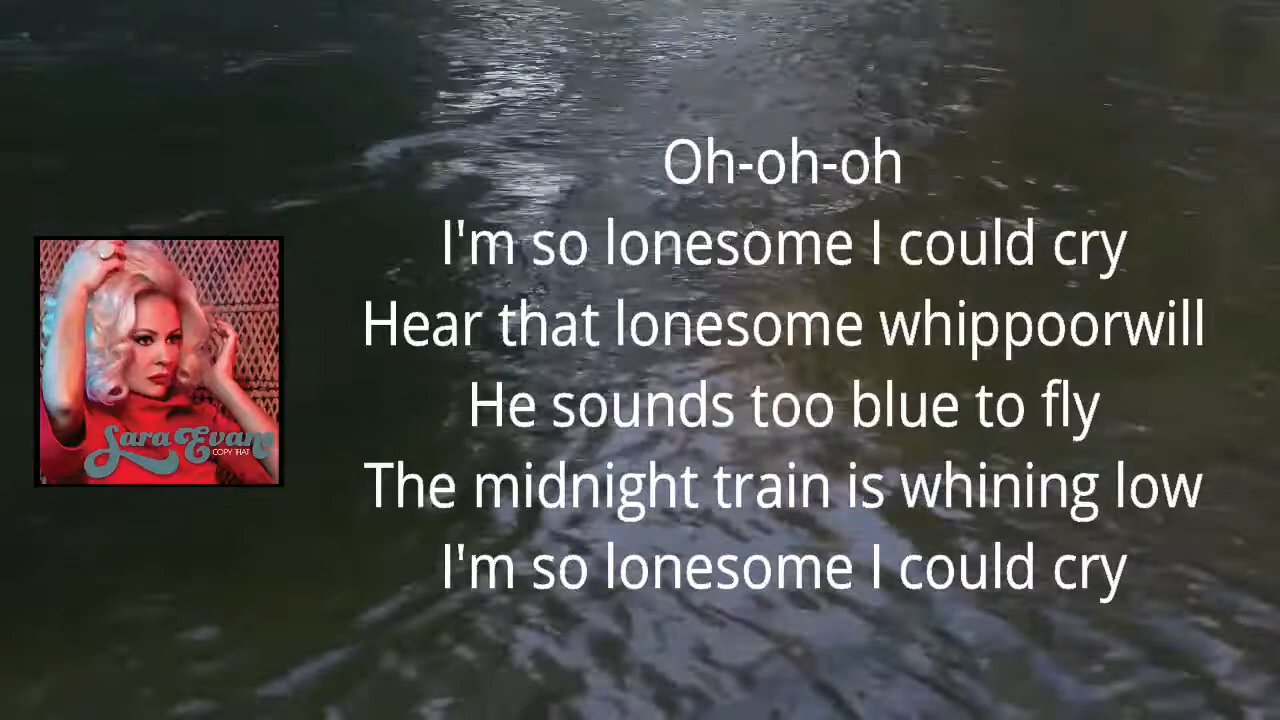 Oh-oh-oh
I'm so lonesome I could cry
Hear that lonesome whippoorwill
He sounds too blue to fly
The midnight train is whining low
I'm so lonesome I could cry
Sara Evans
COPY THAT